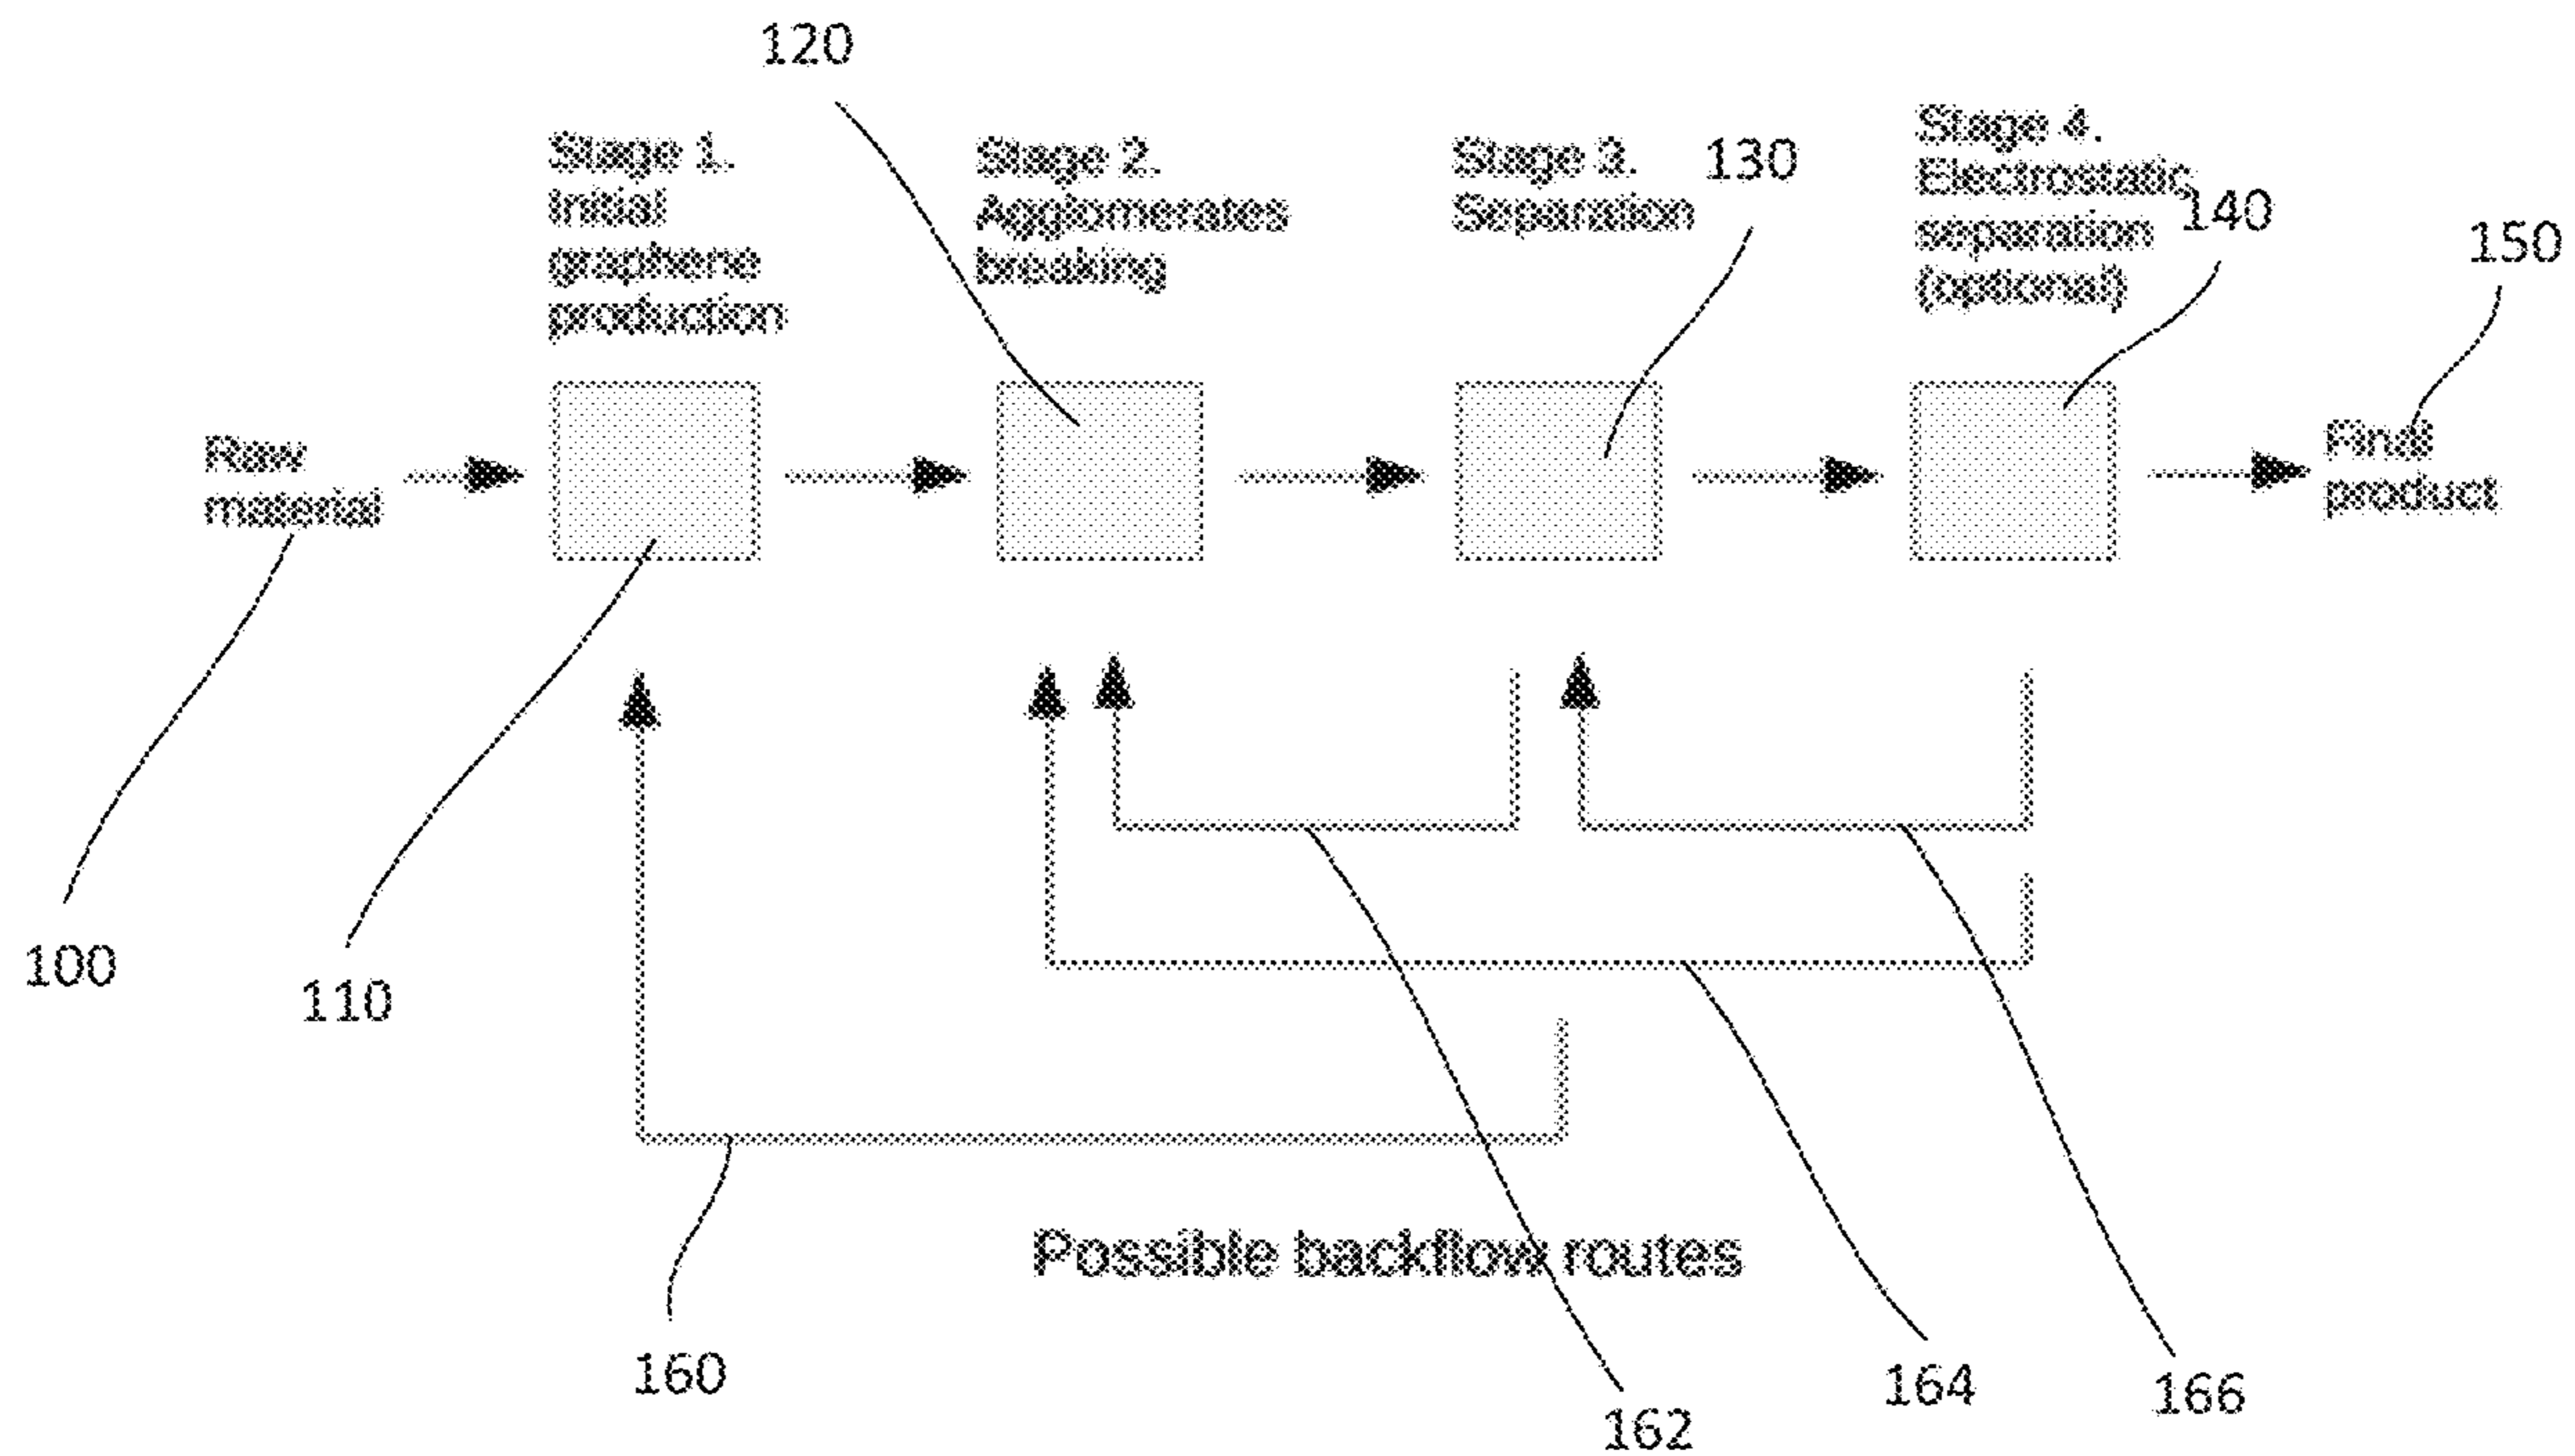 120
Stage 1.
Initial
graphene
production
Stage 2.
Agglomerates
breaking
Stage 3.
Separation
130
Stage 4.
Electrostatic
separation
(optional)
140
150
Raw
material
Final
product
100
110
Possible backflow routes
160
162
164
166